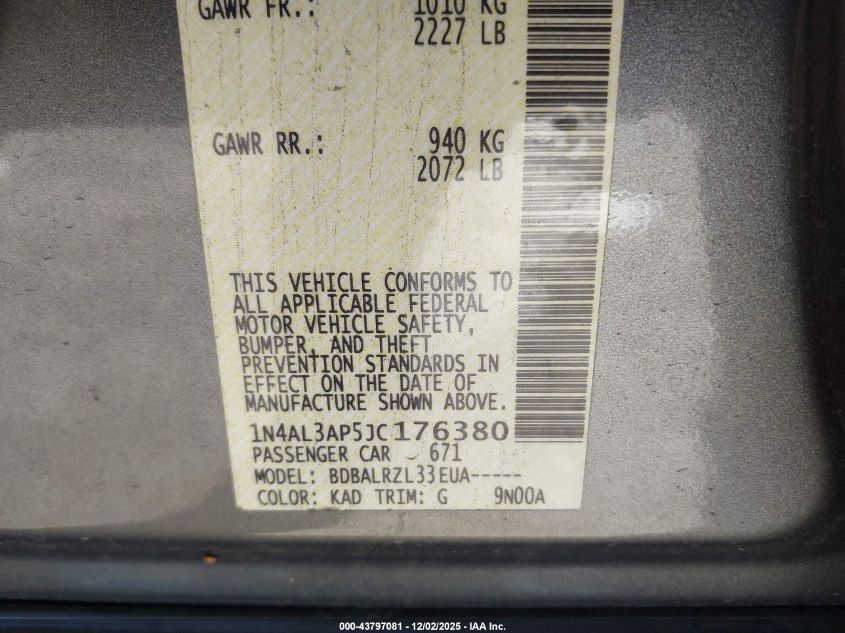 GAWR FR.: 1010 KG
2227 LB
GAWR RR.: 940 KG
2072 LB
THIS VEHICLE CONFORMS TO
ALL APPLICABLE FEDERAL
MOTOR VEHICLE SAFETY,
BUMPER, AND THEFT
PREVENTION STANDARDS IN
EFFECT ON THE DATE OF
MANUFACTURE SHOWN ABOVE.
1N4AL3AP5JC176380
PASSENGER CAR 671
MODEL: BDBALRZL33EUA-----
COLOR: KAD TRIM: G 9N00A
000-43797081 - 12/02/2025 - IAA Inc.